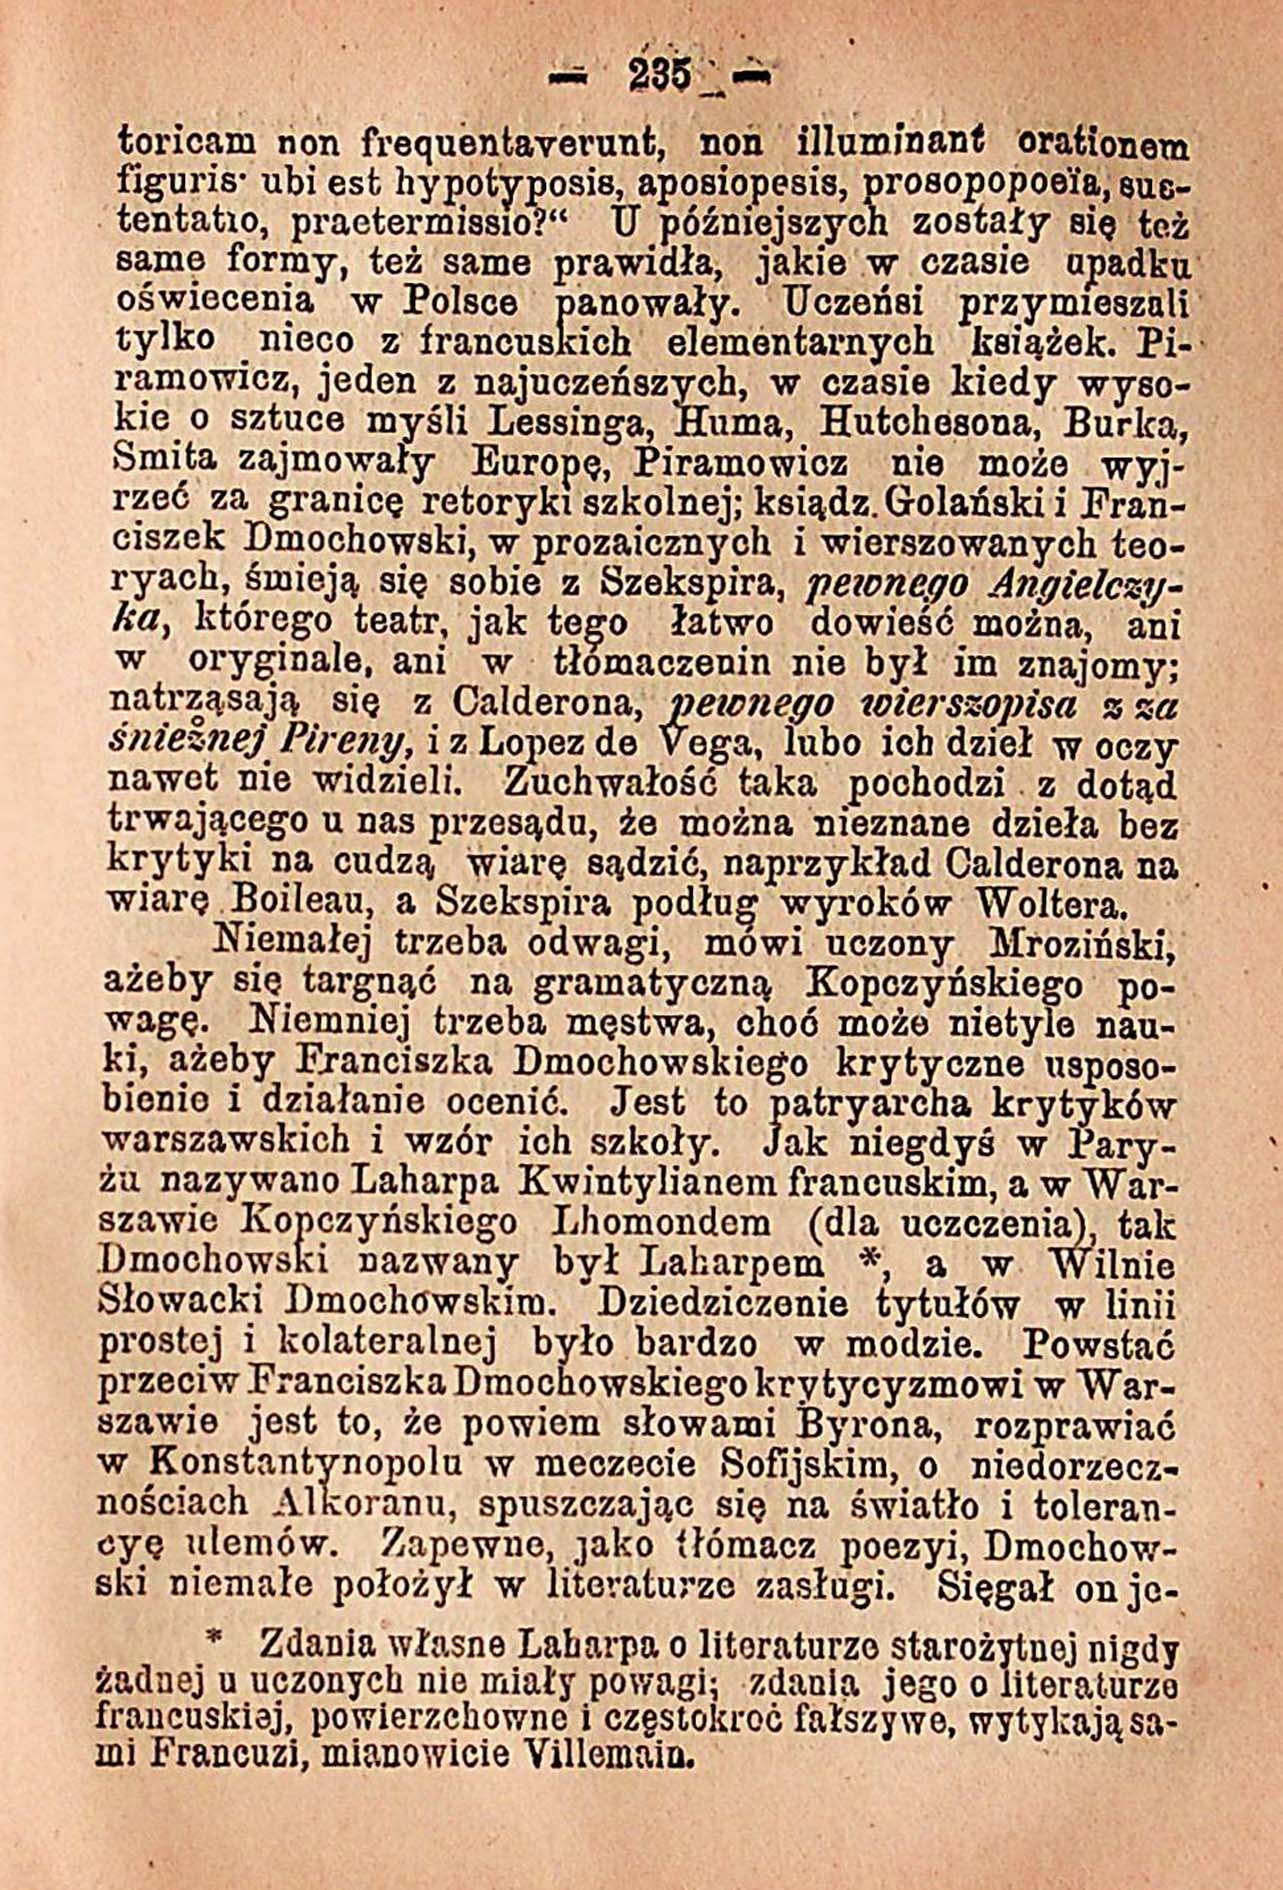 — 235 —
toricam non frequentaverunt, non illuminant orationem
figuris· ubi est hypotyposis, aposiopesis, prosopopoeïa, sus-
tentatio, praetermissio?“ U późniejszych zostały się też
same formy, też same prawidła, jakie w czasie upadku
oświecenia w Polsce panowały. Uczeńsi przymieszali
tylko nieco z francuskich elementarnych książek. Pi-
ramowicz, jeden z najuczeńszych, w czasie kiedy wyso-
kie o sztuce myśli Lessinga, Huma, Hutchesona, Burka,
Smita zajmowały Europę, Piramowicz nie może wyj-
rzeć za granicę retoryki szkolnej; ksiądz Golański i Fran-
ciszek Dmochowski, w prozaicznych i wierszowanych teo-
ryach, śmieją się sobie z Szekspira, pewnego Angielczy-
ka, którego teatr, jak tego łatwo dowieść można, ani
w oryginale, ani w tłómaczenin nie był im znajomy;
natrząsają się z Calderona, pewnego wierszopisa z za
śnieżnej Pireny, i z Lopez de Vega, lubo ich dzieł w oczy
nawet nie widzieli. Zuchwałość taka pochodzi z dotąd
trwającego u nas przesądu, że można nieznane dzieła bez
krytyki na cudzą wiarę sądzić, naprzykład Calderona na
wiarę Boileau, a Szekspira podług wyroków Woltera.
Niemałej trzeba odwagi, mówi uczony Mroziński,
ażeby się targnąć na gramatyczną Kopczyńskiego po-
wagę. Niemniej trzeba męstwa, choć może nietyle nau-
ki, ażeby Franciszka Dmochowskiego krytyczne usposo-
bienie i działanie ocenić. Jest to patryarcha krytyków
warszawskich i wzór ich szkoły. Jak niegdyś w Pary-
żu nazywano Laharpa Kwintylianem francuskim, a w War-
szawie Kopczyńskiego Lhomondem (dla uczczenia), tak
Dmochowski nazwany był Laharpem *, a w Wilnie
Słowacki Dmochowskim. Dziedziczenie tytułów w linii
prostej i kolateralnej było bardzo w modzie. Powstać
przeciw Franciszka Dmochowskiego krytycyzmowi w War-
szawie jest to, że powiem słowami Byrona, rozprawiać
w Konstantynopolu w meczecie Sofijskim, o niedorzecz-
nościach Alkoranu, spuszczając się na światło i toleran-
cyę ulemów. Zapewne, jako tłómacz poezyi, Dmochow-
ski niemałe położył w literaturze zasługi. Sięgał on je-
* Zdania własne Laharpa o literaturze starożytnej nigdy
żadnej u uczonych nie miały powagi; zdania jego o literaturze
francuskiej, powierzchowne i częstokroć fałszywe, wytykają sa-
mi Francuzi, mianowicie Villemain.